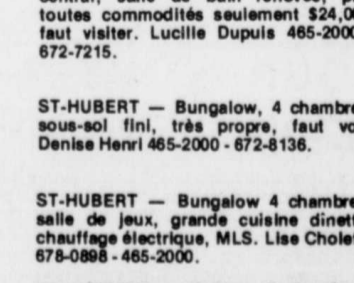 toutes commodités seulement $24,0
faut visiter. Lucille Dupuis 465-2000
672-7215.
ST-HUBERT — Bungalow, 4 chambre
sous-sol fini, très propre, faut vo
Denise Henri 465-2000 - 672-8136.
ST-HUBERT — Bungalow 4 chambre
salle de jeux, grande cuisine dinett
chauffage électrique, MLS. Lise Cholet
678-0898 - 465-2000.